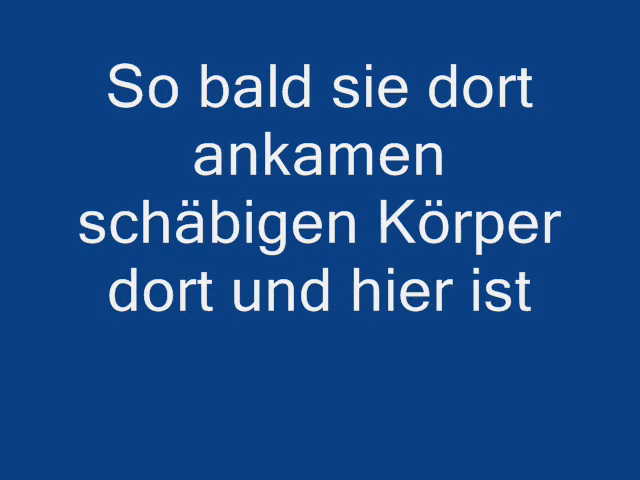 So bald sie dort
ankamen
schäbigen Körper
dort und hier ist